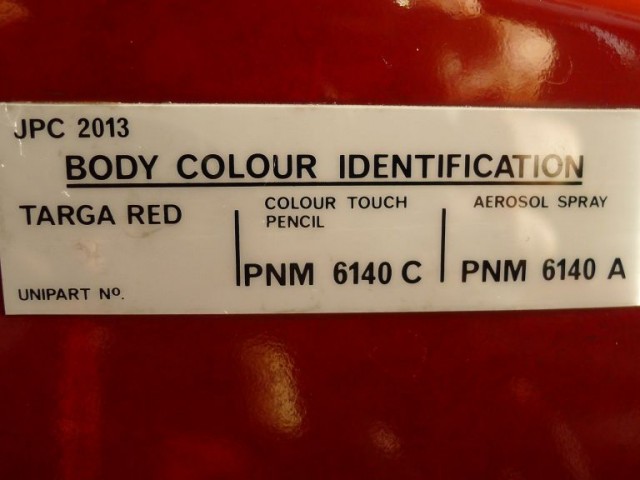 JPC 2013
BODY COLOUR IDENTIFICATION
TARGA RED
COLOUR TOUCH
PENCIL
AEROSOL SPRAY
UNIPART Nº.
PNM 6140 C
PNM 6140 A